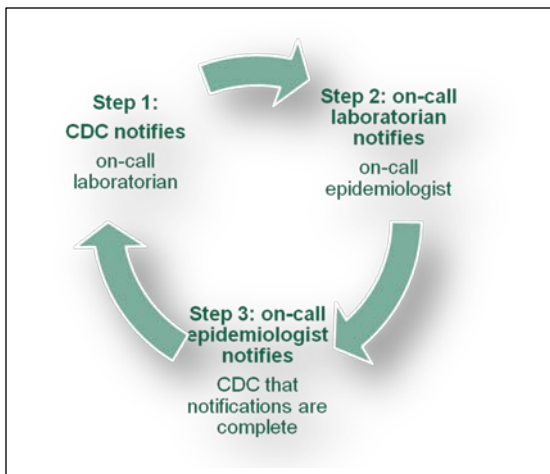 Step 1:
CDC notifies
on-call
laboratorian
Step 2: on-call
laboratorian
notifies
on-call
epidemiologist
Step 3: on-call
epidemiologist
notifies
CDC that
notifications are
complete